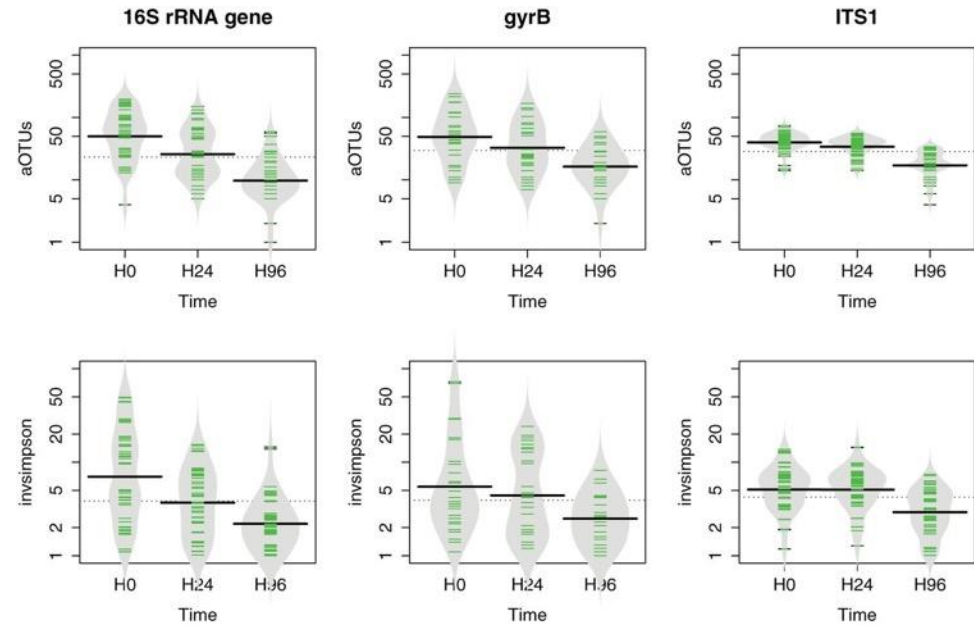 16S rRNA gene
gyrB
ITS1
aOTUs
500
50
5
1
H0 H24 H96
Time
aOTUs
500
50
5
1
H0 H24 H96
Time
aOTUs
500
50
5
1
H0 H24 H96
Time
invsimpson
50
20
5
2
1
H0 H24 H96
Time
invsimpson
50
20
5
2
1
H0 H24 H96
Time
invsimpson
50
20
5
2
1
H0 H24 H96
Time